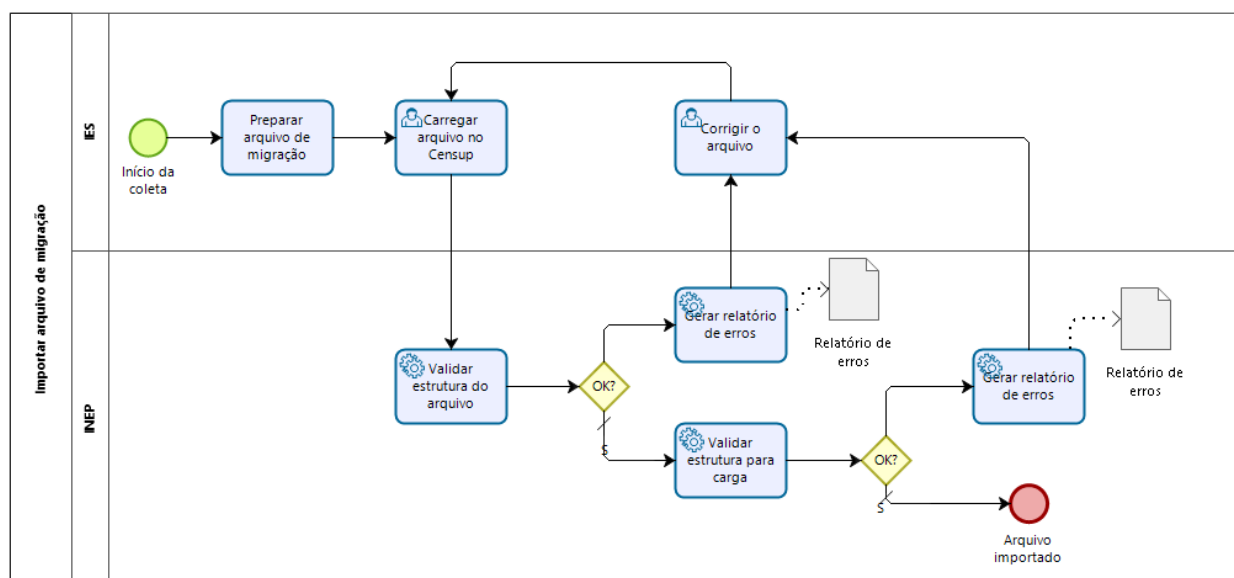 Importar arquivo de migração
IES
Início da
coleta
Preparar
arquivo de
migração
Carregar
arquivo no
Censup
Corrigir o
arquivo
INEP
Validar
estrutura do
arquivo
OK?
S
Gerar relatório
de erros
Relatório de
erros
Validar
estrutura para
carga
OK?
S
Gerar relatório
de erros
Relatório de
erros
Arquivo
importado